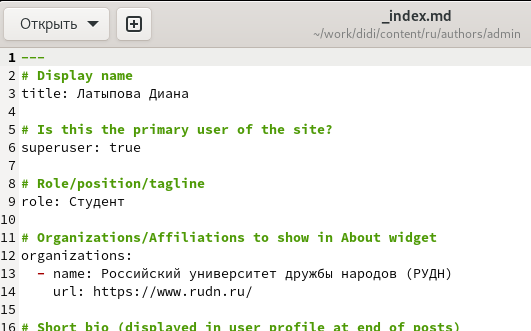 Открыть
_index.md
~/work/didi/content/ru/authors/admin
1 ---
2 # Display name
3 title: Латыпова Диана
4
5 # Is this the primary user of the site?
6 superuser: true
7
8 # Role/position/tagline
9 role: Студент
10
11 # Organizations/Affiliations to show in About widget
12 organizations:
13   - name: Российский университет дружбы народов (РУДН)
14     url: https://www.rudn.ru/
15
16 # Short bio (displayed in user profile at end of posts)